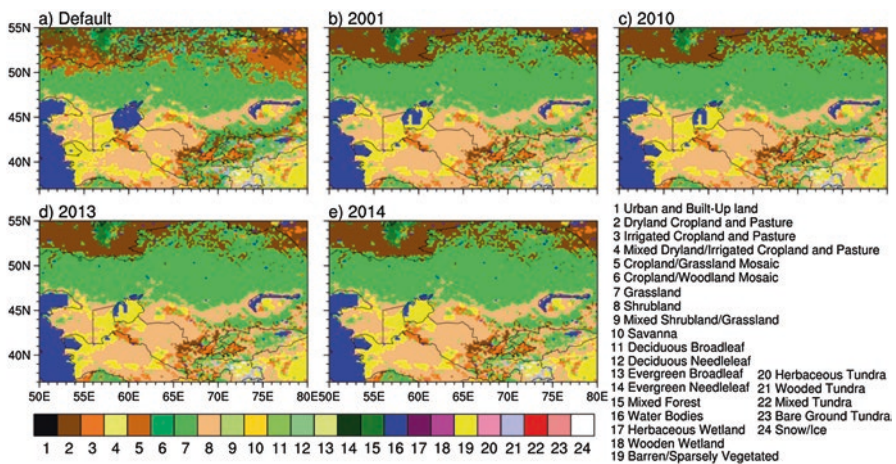 a) Default
b) 2001
c) 2010
55N
50N
45N
40N
d) 2013
e) 2014
55N
50N
45N
40N
50E 55E 60E 65E 70E 75E 80E 55E 60E 65E 70E 75E 80E
1 Urban and Built-Up land
2 Dryland Cropland and Pasture
3 Irrigated Cropland and Pasture
4 Mixed Dryland/Irrigated Cropland and Pasture
5 Cropland/Grassland Mosaic
6 Cropland/Woodland Mosaic
7 Grassland
8 Shrubland
9 Mixed Shrubland/Grassland
10 Savanna
11 Deciduous Broadleaf
12 Deciduous Needleleaf
13 Evergreen Broadleaf
14 Evergreen Needleleaf
15 Mixed Forest
16 Water Bodies
17 Herbaceous Wetland
18 Wooden Wetland
19 Barren/Sparsely Vegetated
20 Herbaceous Tundra
21 Wooded Tundra
22 Mixed Tundra
23 Bare Ground Tundra
24 Snow/Ice
1 2 3 4 5 6 7 8 9 10 11 12 13 14 15 16 17 18 19 20 21 22 23 24